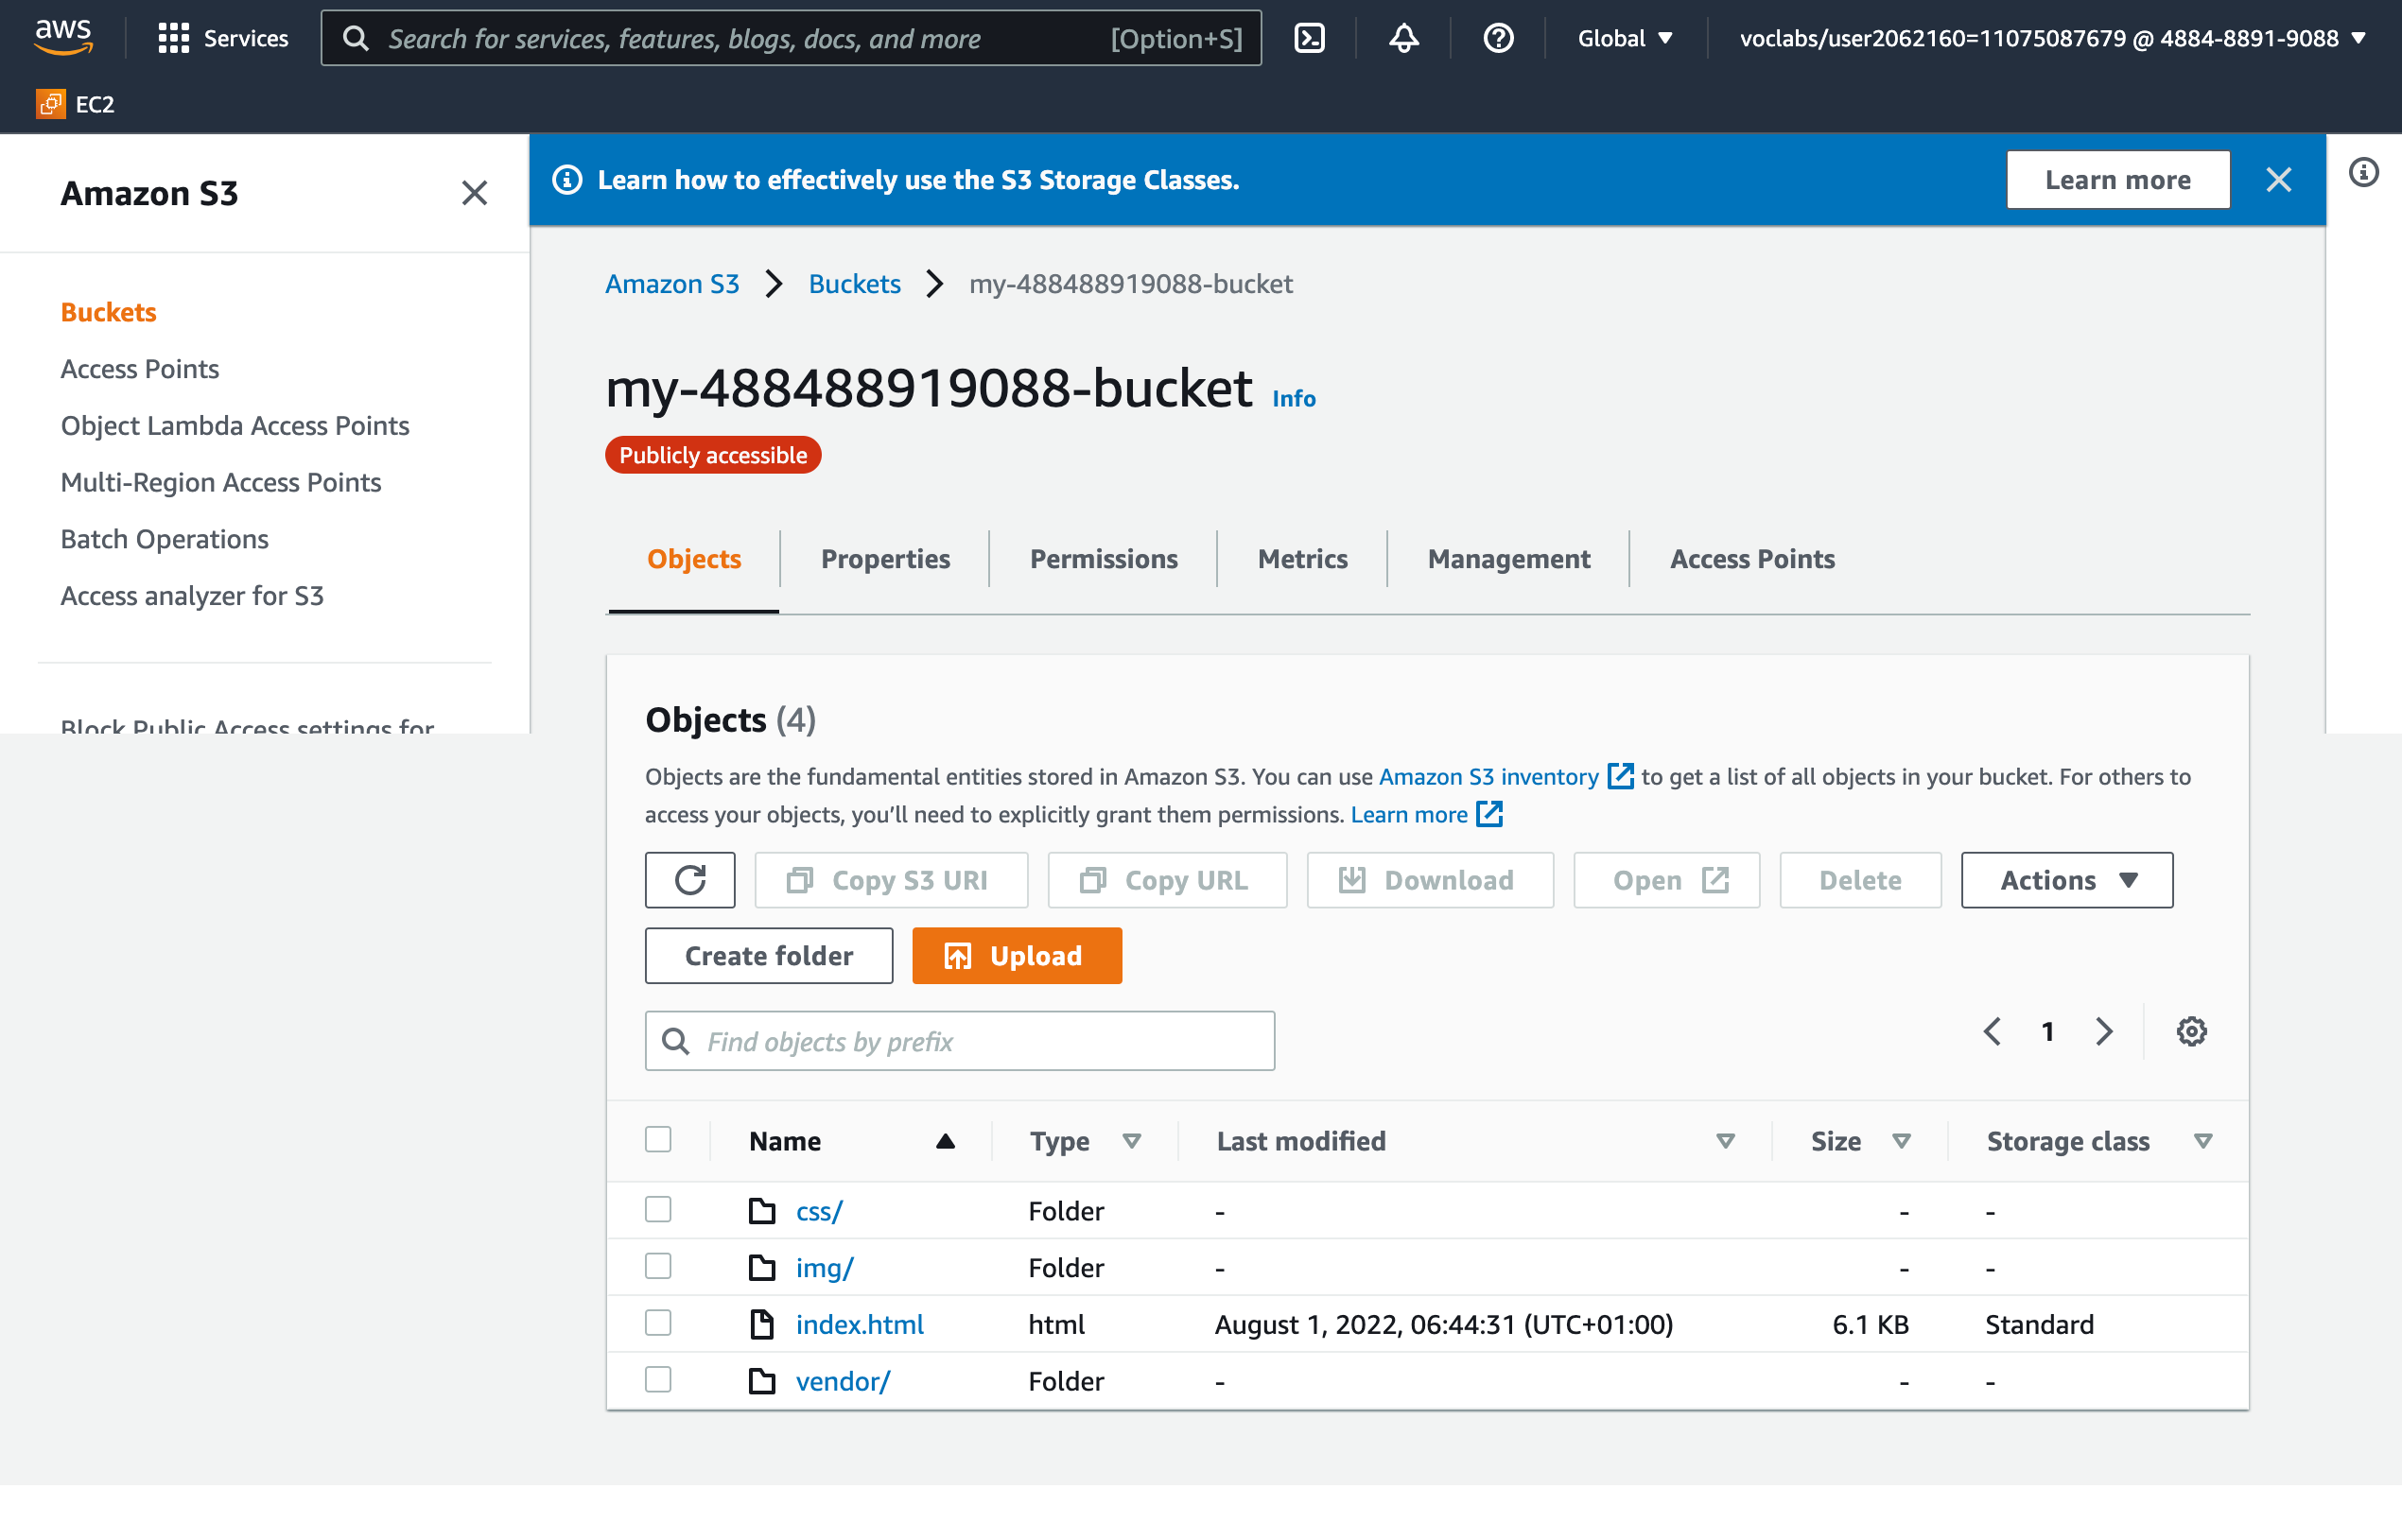 aws
Services
Search for services, features, blogs, docs, and more [Option+S]
Global
voclabs/user2062160=11075087679 @ 4884-8891-9088
EC2
Amazon S3
Learn how to effectively use the S3 Storage Classes.
Learn more
Buckets
Access Points
Object Lambda Access Points
Multi-Region Access Points
Batch Operations
Access analyzer for S3
Block Public Access settings for
Amazon S3 Buckets my-488488919088-bucket
my-488488919088-bucket Info
Publicly accessible
Objects Properties Permissions Metrics Management Access Points
Objects (4)
Objects are the fundamental entities stored in Amazon S3. You can use Amazon S3 inventory to get a list of all objects in your bucket. For others to
access your objects, you’ll need to explicitly grant them permissions. Learn more
Copy S3 URI Copy URL Download Open Delete Actions
Create folder Upload
Find objects by prefix
1
Name Type Last modified Size Storage class
css/ Folder - - -
img/ Folder - - -
index.html html August 1, 2022, 06:44:31 (UTC+01:00) 6.1 KB Standard
vendor/ Folder - - -